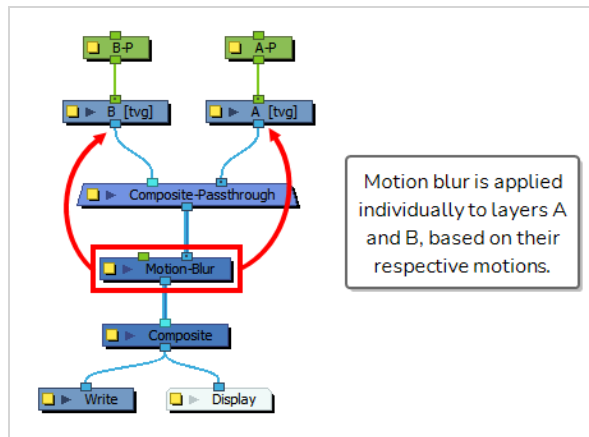 B-P
A-P
B [tvg]
A [tvg]
Composite-Passthrough
Motion blur is applied
individually to layers A
and B, based on their
respective motions.
Motion-Blur
Composite
Write
Display